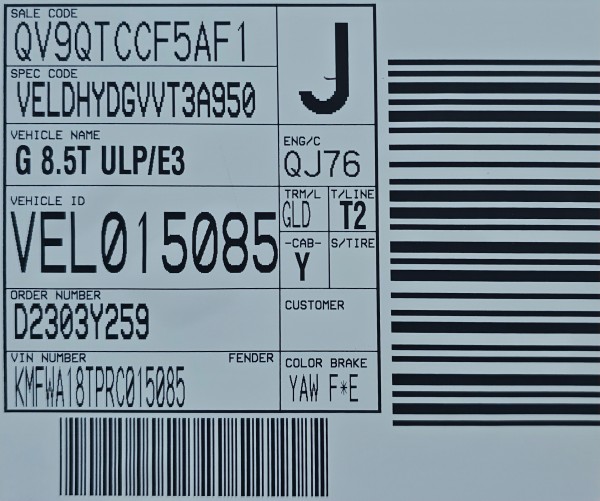 SALE CODE
QV9QTCCF5AF1
J
SPEC CODE
VELDHYDGVVT3A950
VEHICLE NAME
G 8.5T ULP/E3
ENG/C
QJ76
VEHICLE ID
VEL015085
TRM/L T/LINE
GLD T2
-CAB- S/TIRE
Y
ORDER NUMBER
D2303Y259
CUSTOMER
VIN NUMBER FENDER
KMFWA18TPRC015085
COLOR BRAKE
YAW F*E